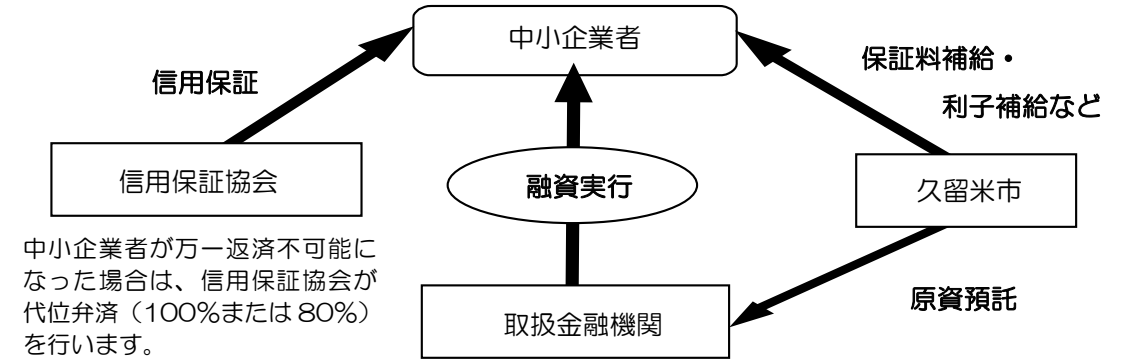 中小企業者
信用保証
保証料補給・
利子補給など
信用保証協会
融資実行
久留米市
中小企業者が万一返済不可能に
なった場合は、信用保証協会が
代位弁済（100％または80％）
を行います。
原資預託
取扱金融機関